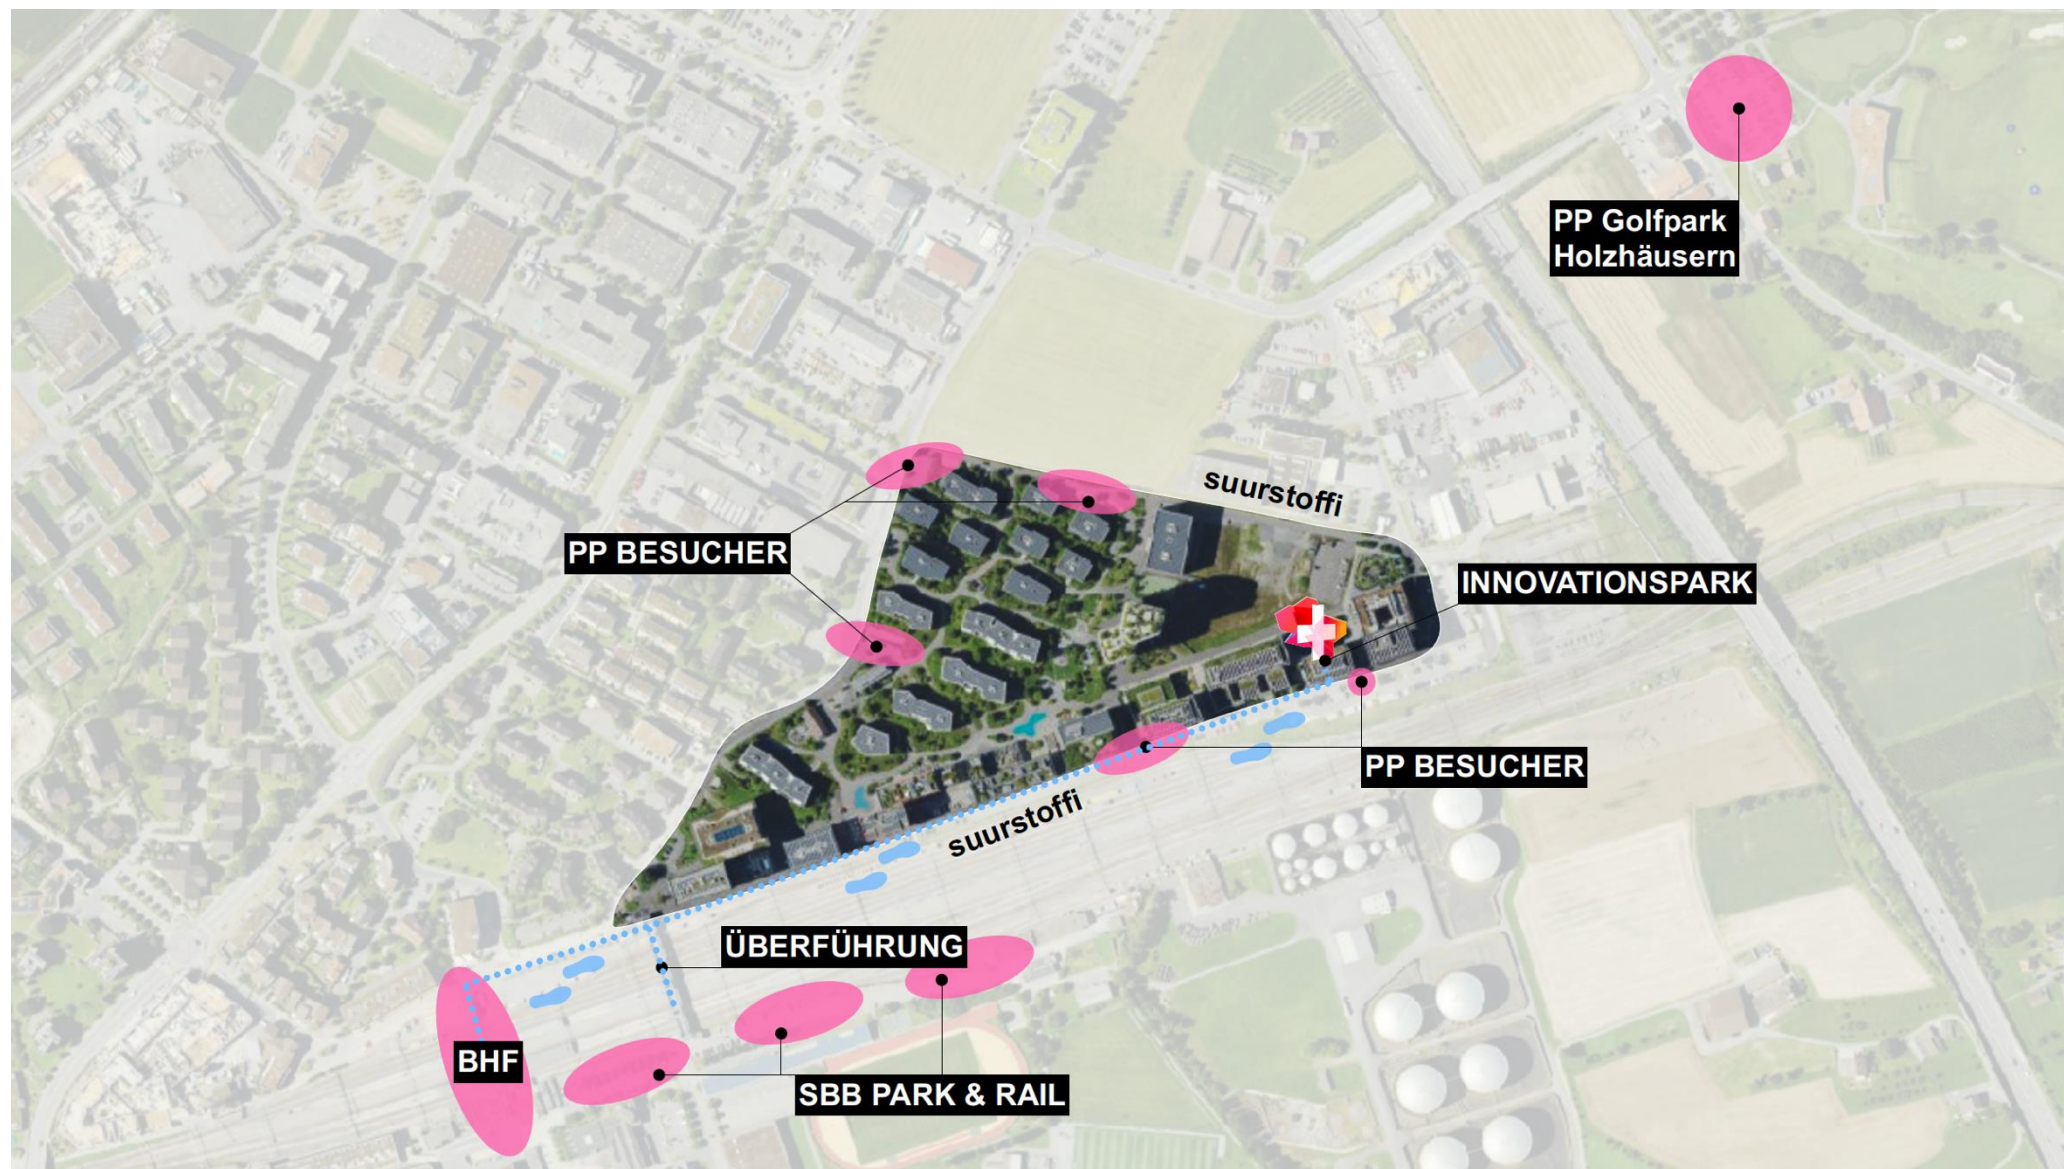 PP Golfpark
Holzhäusern
suurstoffi
PP BESUCHER
INNOVATIONSPARK
PP BESUCHER
suurstoffi
ÜBERFÜHRUNG
BHF
SBB PARK & RAIL